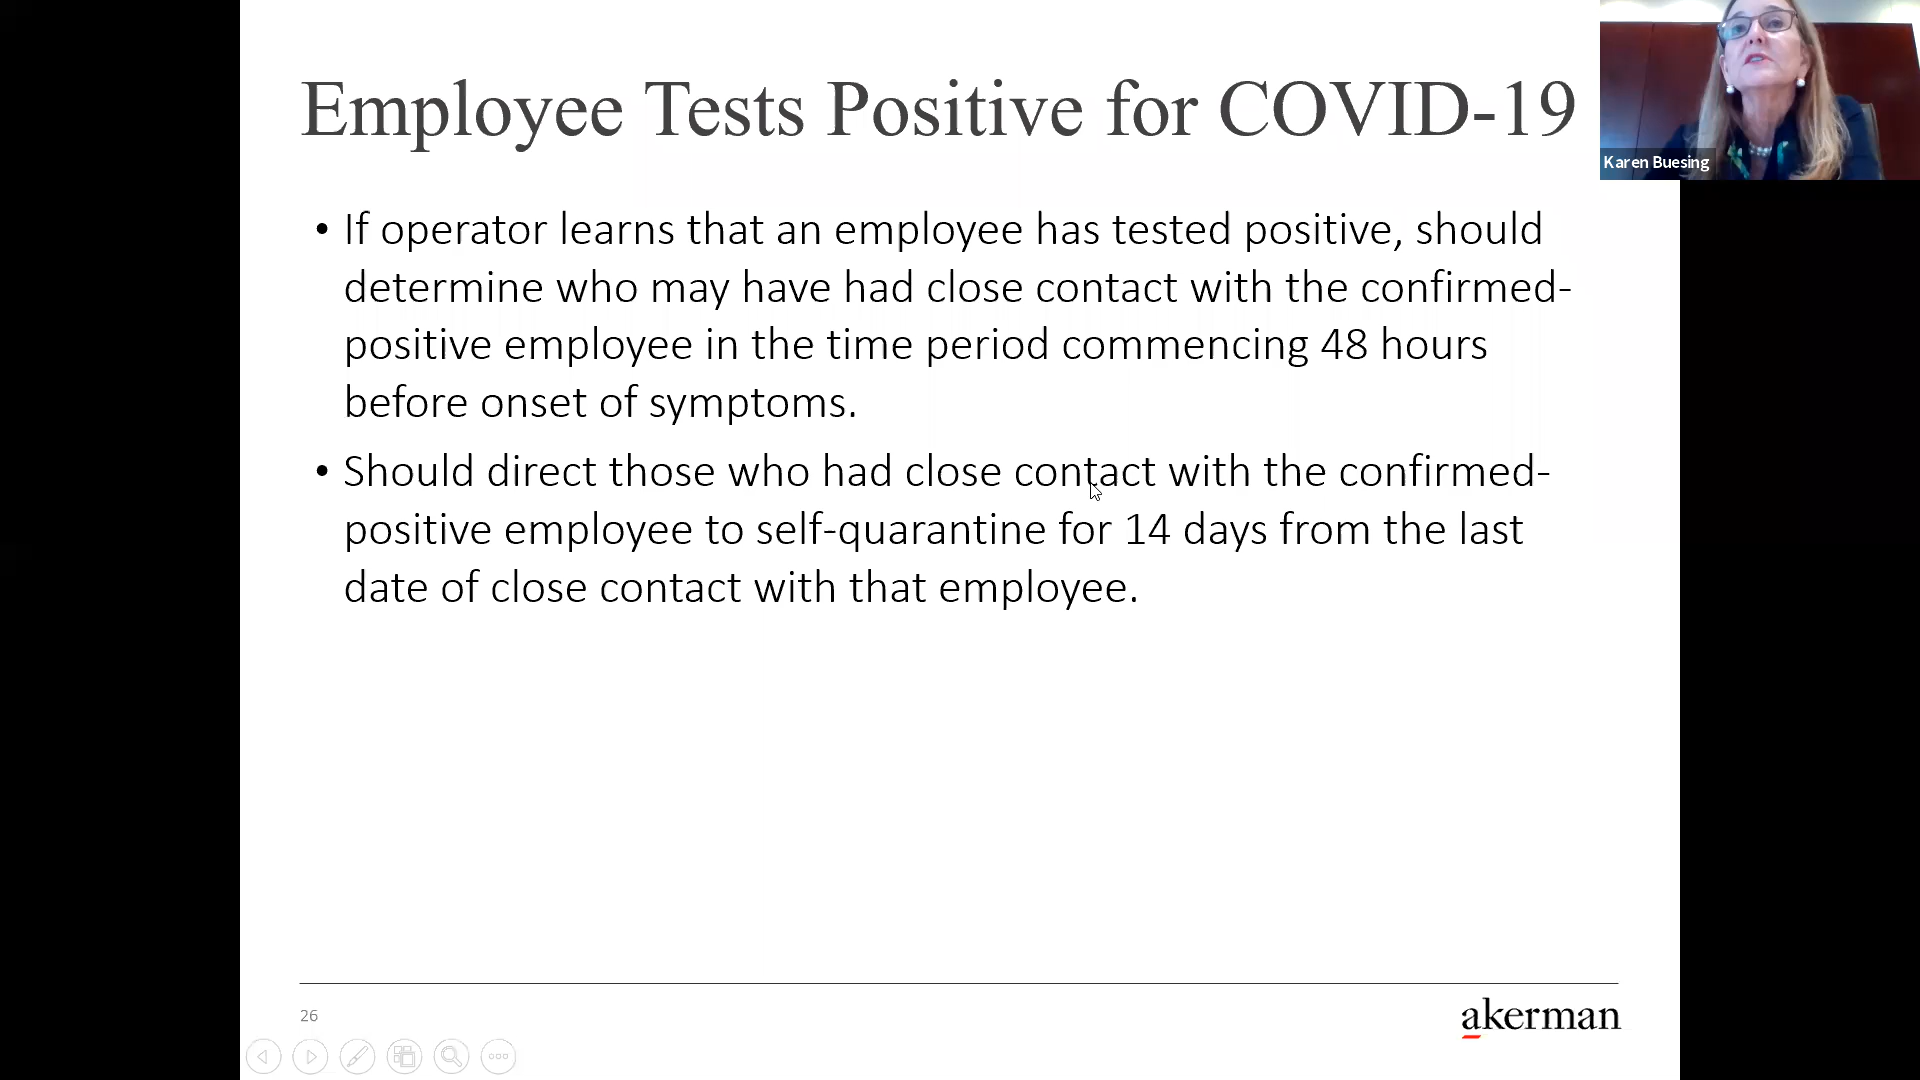 Employee Tests Positive for COVID-19
Karen Buesing
• If operator learns that an employee has tested positive, should
determine who may have had close contact with the confirmed-
positive employee in the time period commencing 48 hours
before onset of symptoms.
• Should direct those who had close contact with the confirmed-
positive employee to self-quarantine for 14 days from the last
date of close contact with that employee.
26
akerman